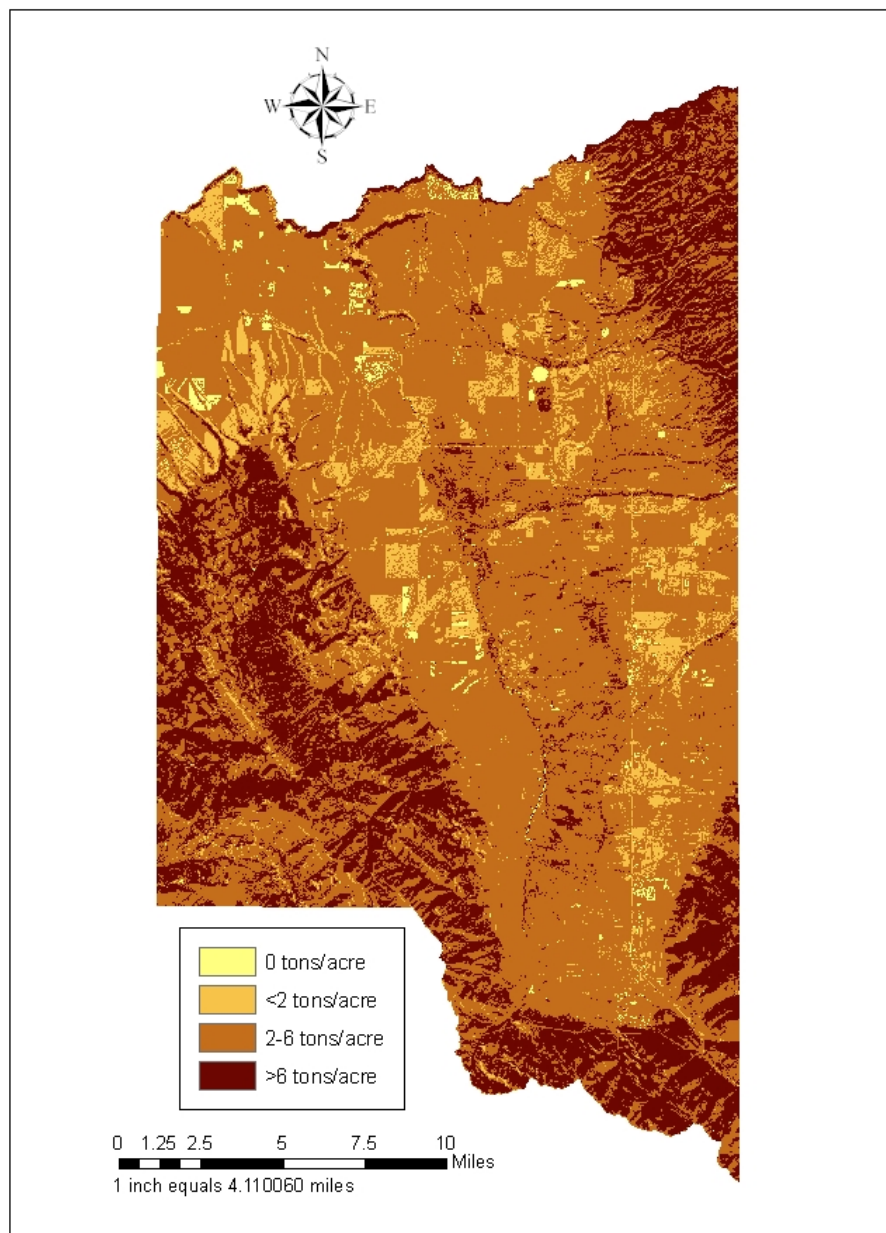 N
W E
S
0 tons/acre
<2 tons/acre
2-6 tons/acre
>6 tons/acre
0 1.25 2.5 5 7.5 10
Miles
1 inch equals 4.110060 miles